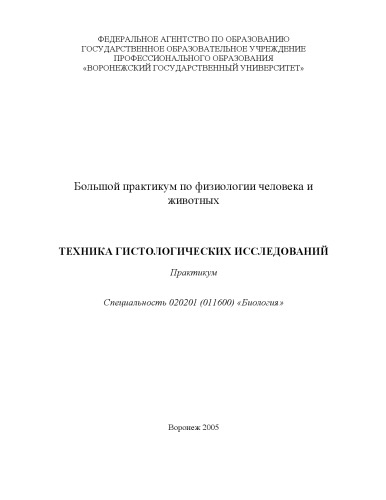 ФЕДЕРАЛЬНОЕ АГЕНТСТВО ПО ОБРАЗОВАНИЮ
ГОСУДАРСТВЕННОЕ ОБРАЗОВАТЕЛЬНОЕ УЧРЕЖДЕНИЕ
ПРОФЕССИОНАЛЬНОГО ОБРАЗОВАНИЯ
«ВОРОНЕЖСКИЙ ГОСУДАРСТВЕННЫЙ УНИВЕРСИТЕТ»
Большой практикум по физиологии человека и
животных
ТЕХНИКА ГИСТОЛОГИЧЕСКИХ ИССЛЕДОВАНИЙ
Практикум
Специальность 020201 (011600) «Биология»
Воронеж 2005